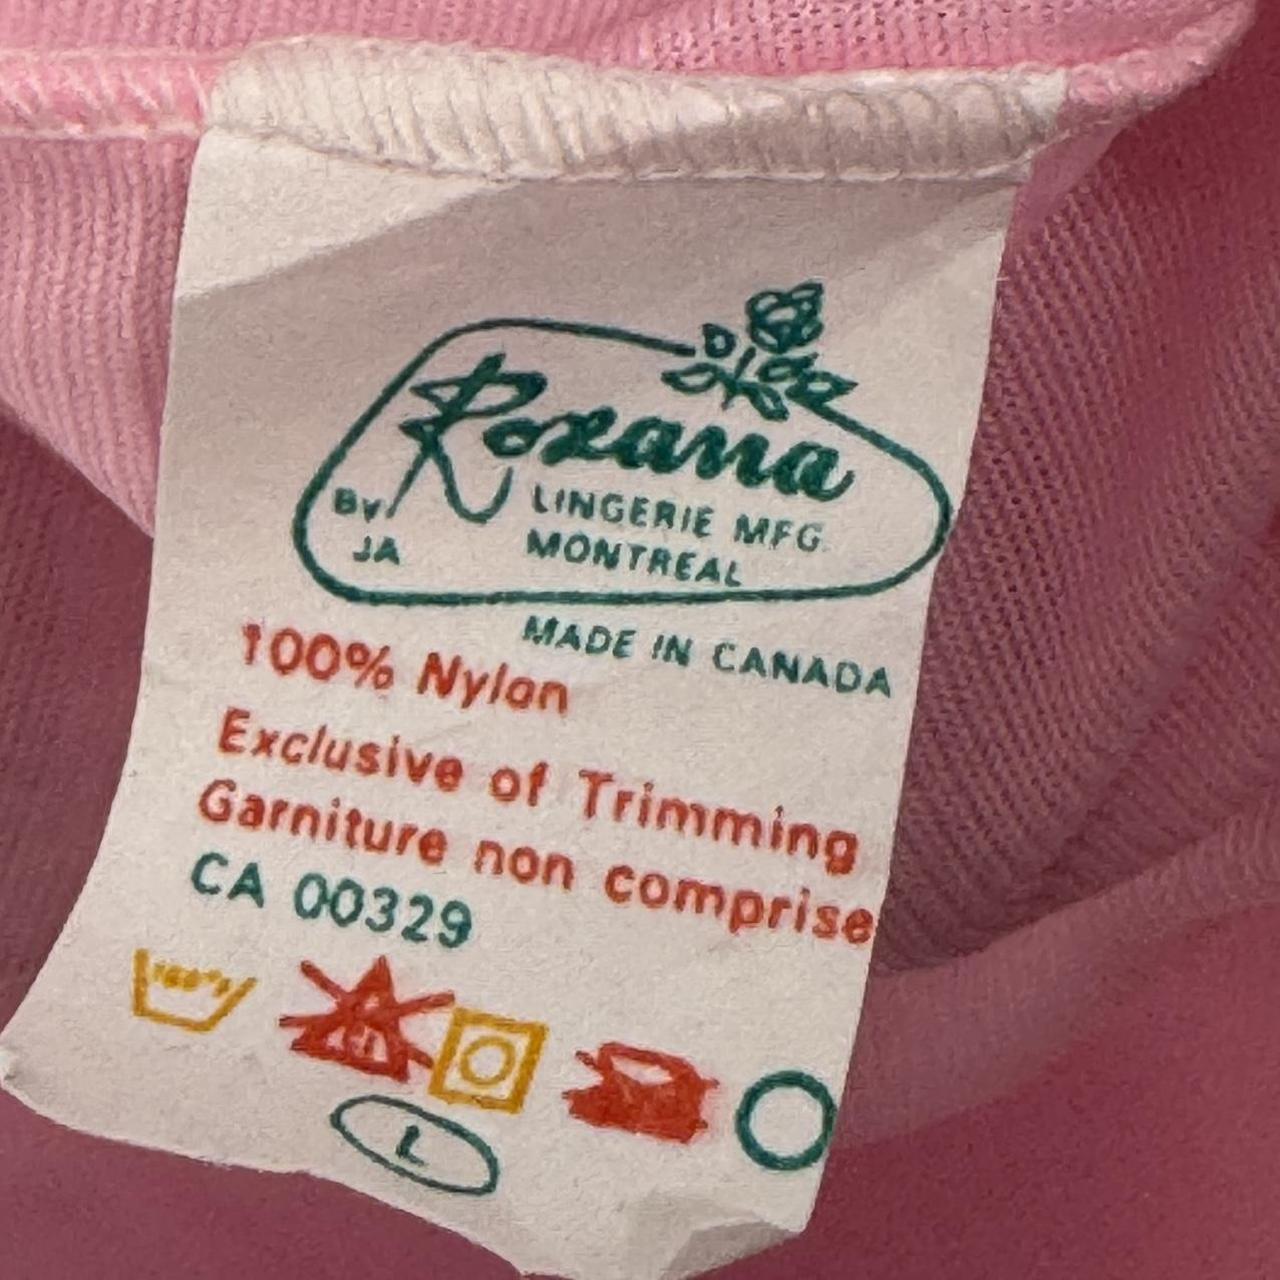 Roxana
By
JA
LINGERIE MFG.
MONTREAL
MADE IN CANADA
100% Nylon
Exclusive of Trimming
Garniture non comprise
CA 00329
L